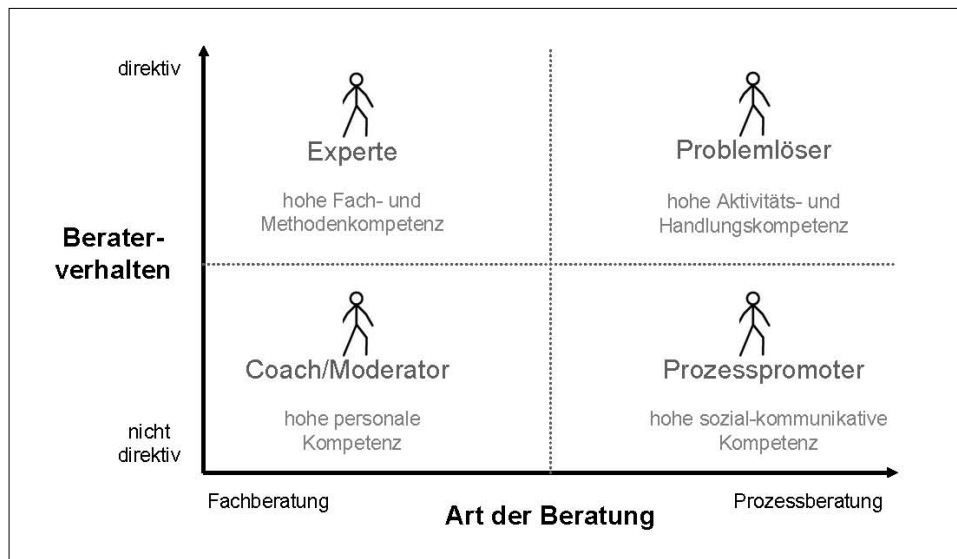 direktiv
Experte
hohe Fach- und
Methodenkompetenz
Problemlöser
hohe Aktivitäts- und
Handlungskompetenz
Berater-
verhalten
Coach/Moderator
hohe personale
Kompetenz
Prozesspromoter
hohe sozial-kommunikative
Kompetenz
nicht
direktiv
Fachberatung
Art der Beratung
Prozessberatung